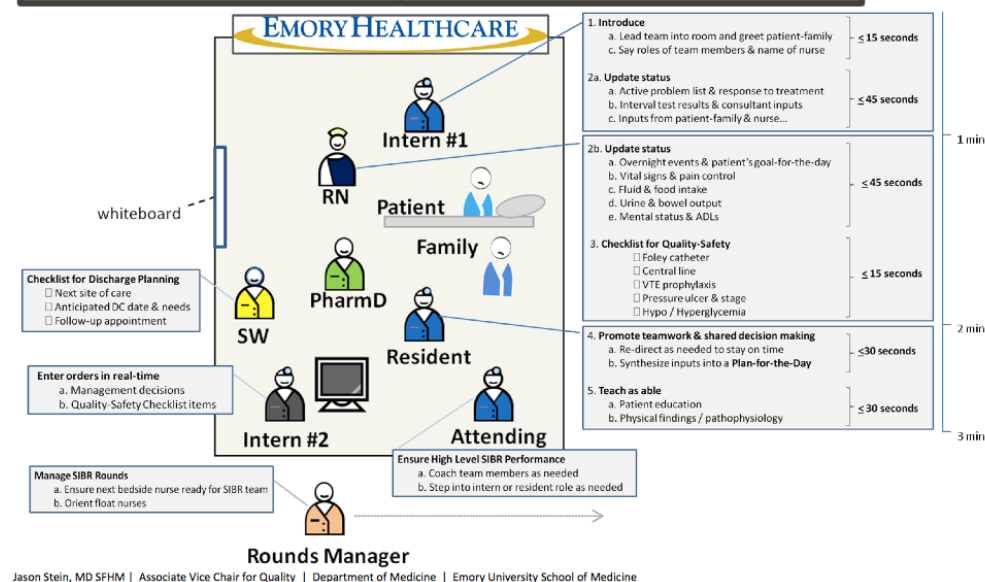 EMORY HEALTHCARE
1. Introduce
a. Lead team into room and greet patient-family
c. Say roles of team members & name of nurse
≤ 15 seconds
2a. Update status
a. Active problem list & response to treatment
b. Interval test results & consultant inputs
c. Inputs from patient-family & nurse...
≤ 45 seconds
1 min
2b. Update status
a. Overnight events & patient's goal-for-the-day
b. Vital signs & pain control
c. Fluid & food intake
d. Urine & bowel output
e. Mental status & ADLs
≤ 45 seconds
3. Checklist for Quality-Safety
☐ Foley catheter
☐ Central line
☐ VTE prophylaxis
☐ Pressure ulcer & stage
☐ Hypo / Hyperglycemia
≤ 15 seconds
2 min
4. Promote teamwork & shared decision making
a. Re-direct as needed to stay on time
b. Synthesize inputs into a Plan-for-the-Day
≤30 seconds
5. Teach as able
a. Patient education
b. Physical findings / pathophysiology
≤ 30 seconds
3 min
Intern #1
RN
whiteboard
Patient
Family
PharmD
Checklist for Discharge Planning
☐ Next site of care
☐ Anticipated DC date & needs
☐ Follow-up appointment
SW
Resident
Enter orders in real-time
a. Management decisions
b. Quality-Safety Checklist items
Intern #2
Attending
Ensure High Level SIBR Performance
a. Coach team members as needed
b. Step into intern or resident role as needed
Manage SIBR Rounds
a. Ensure next bedside nurse ready for SIBR team
b. Orient float nurses
Rounds Manager
Jason Stein, MD SFHM | Associate Vice Chair for Quality | Department of Medicine | Emory University School of Medicine